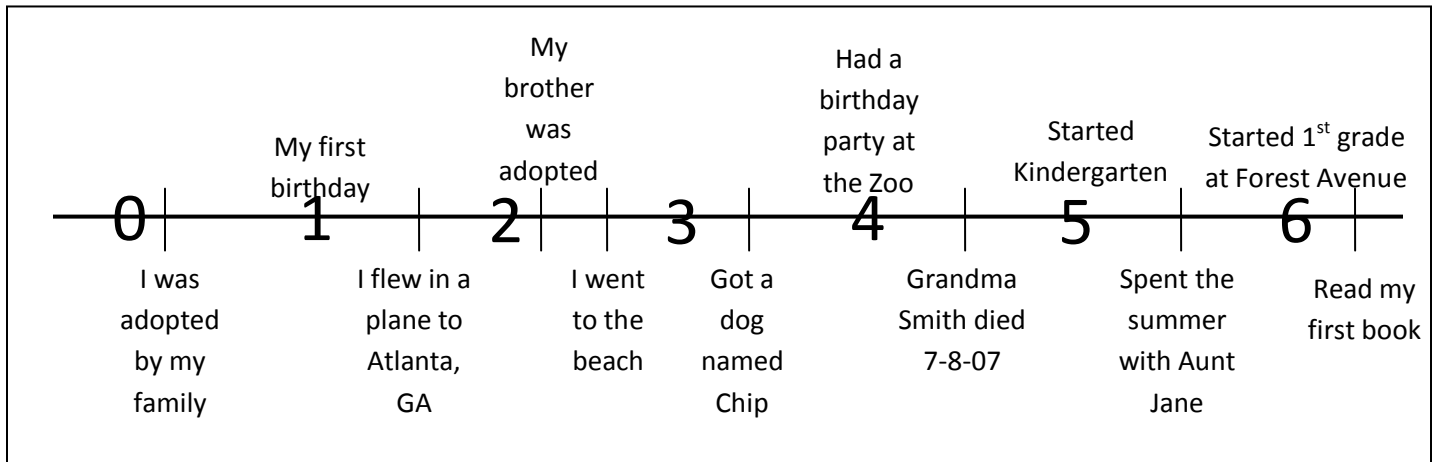 My
brother
was
adopted
Had a
birthday
party at
the Zoo
My first
birthday
Started
Kindergarten
Started 1st grade
at Forest Avenue
0 1 2 3 4 5 6
I was
adopted
by my
family
I flew in a
plane to
Atlanta,
GA
I went
to the
beach
Got a
dog
named
Chip
Grandma
Smith died
7-8-07
Spent the
summer
with Aunt
Jane
Read my
first book